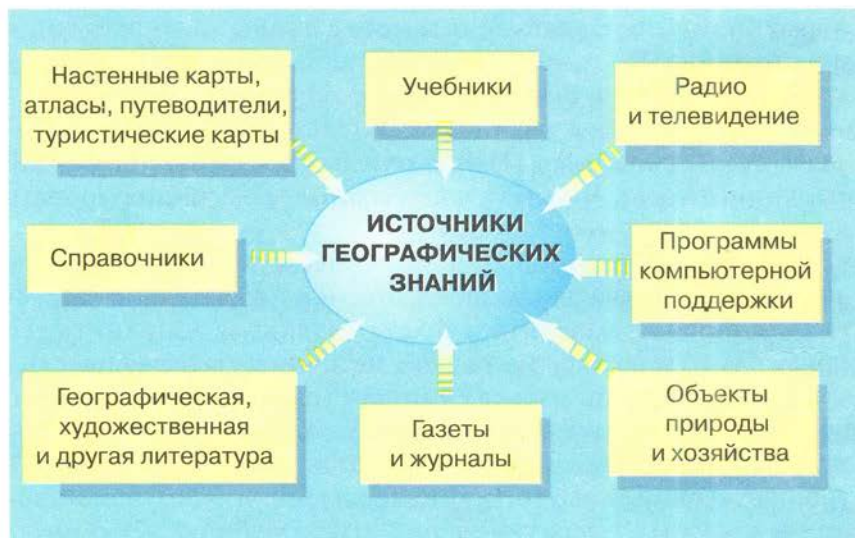 Настенные карты,
атласы, путеводители,
туристические карты
Учебники
Радио
и телевидение
ИСТОЧНИКИ
ГЕОГРАФИЧЕСКИХ
ЗНАНИЙ
Справочники
Программы
компьютерной
поддержки
Географическая,
художественная
и другая литература
Газеты
и журналы
Объекты
природы
и хозяйства